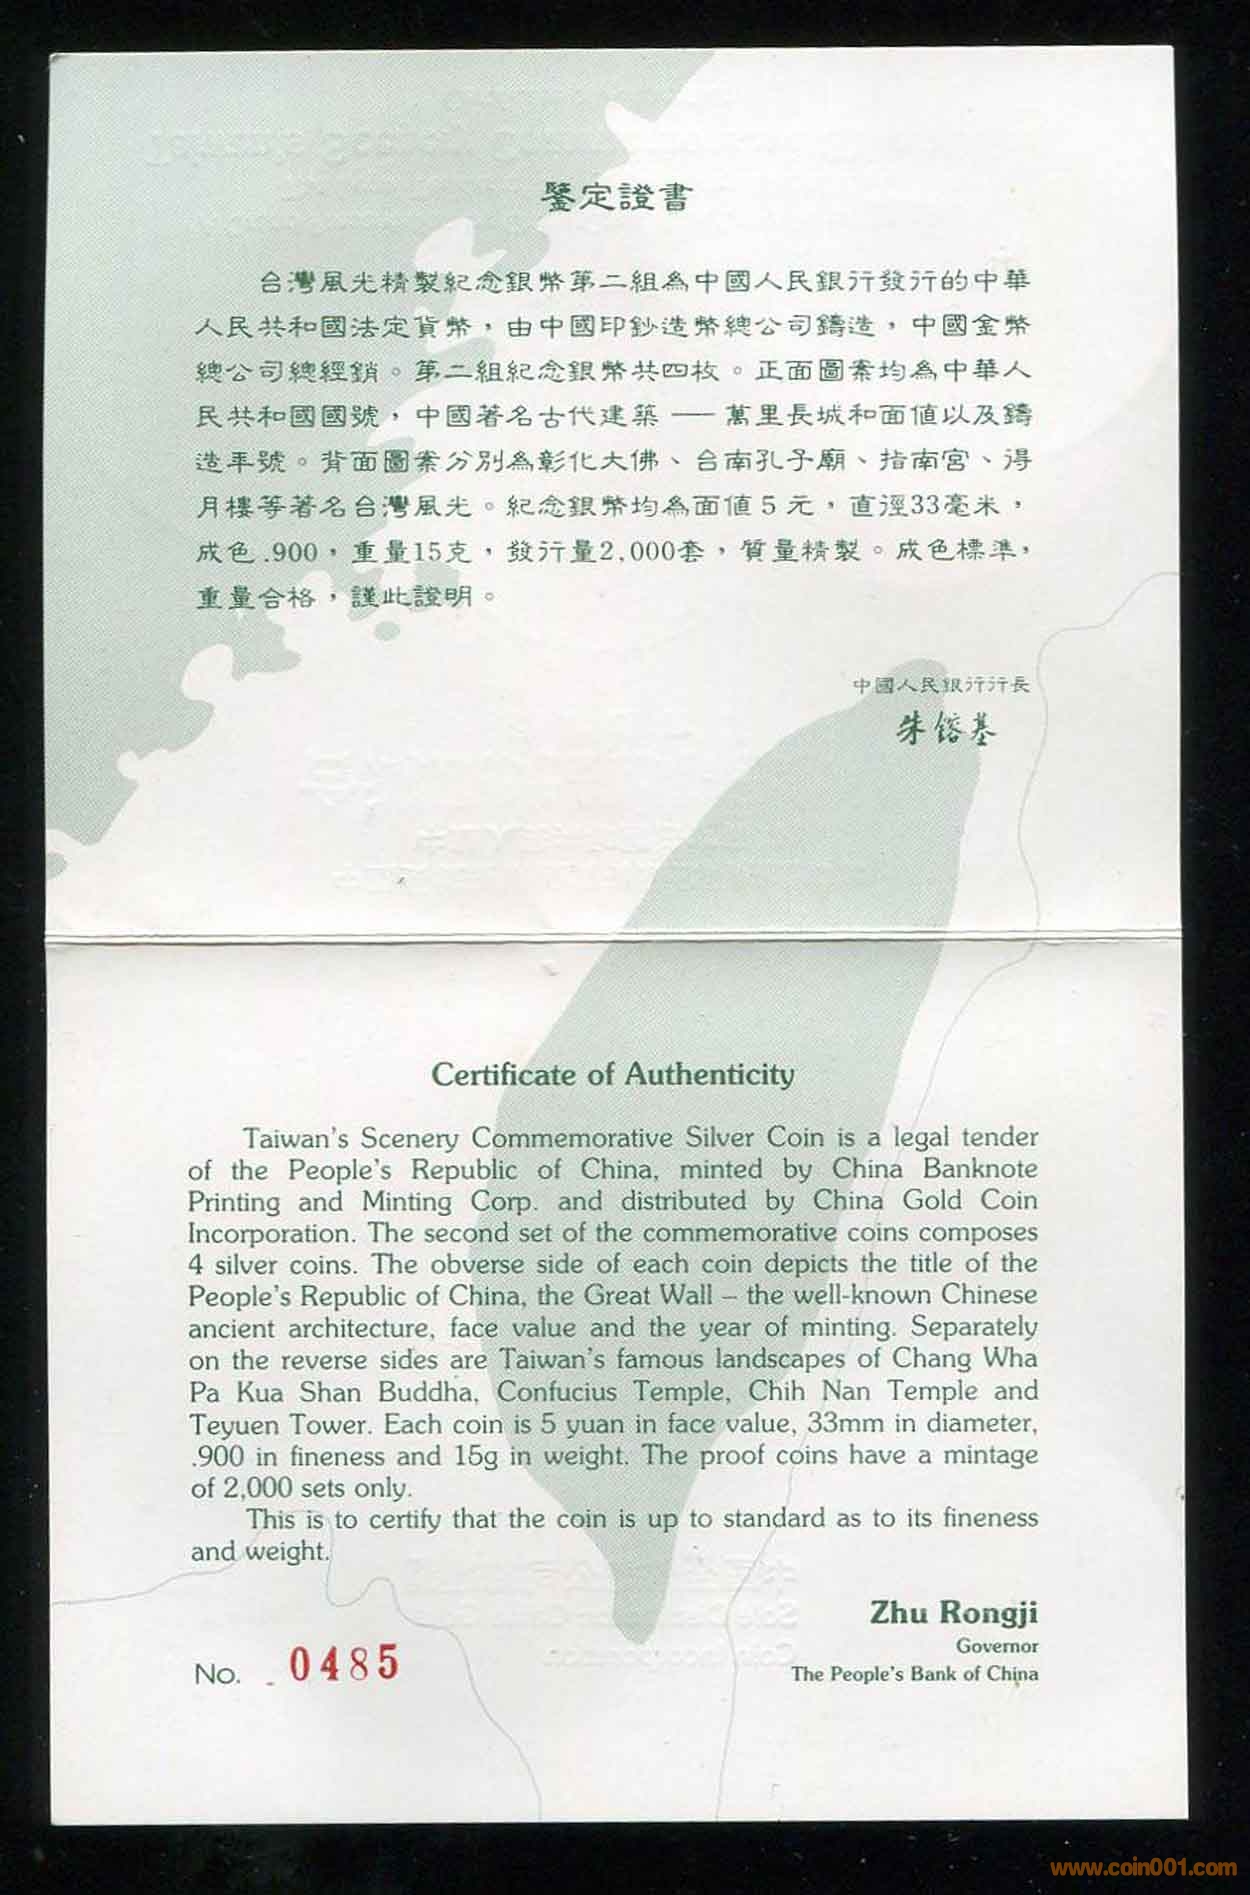 鑒定證書
台灣風光精製紀念銀幣第二組為中國人民銀行發行的中華
人民共和國法定貨幣，由中國印鈔造幣總公司鑄造，中國金幣
總公司總經銷。第二組紀念銀幣共四枚。正面圖案均為中華人
民共和國國號，中國著名古代建築——萬里長城和面值以及鑄
造年號。背面圖案分別為彰化大佛、台南孔子廟、指南宮、得
月樓等著名台灣風光。紀念銀幣均為面值5元，直徑33毫米，
成色.900，重量15克，發行量2,000套，質量精製。成色標準，
重量合格，謹此證明。
中國人民銀行行長
朱鎔基
Certificate of Authenticity
Taiwan's Scenery Commemorative Silver Coin is a legal tender
of the People's Republic of China, minted by China Banknote
Printing and Minting Corp. and distributed by China Gold Coin
Incorporation. The second set of the commemorative coins composes
4 silver coins. The obverse side of each coin depicts the title of the
People's Republic of China, the Great Wall – the well-known Chinese
ancient architecture, face value and the year of minting. Separately
on the reverse sides are Taiwan's famous landscapes of Chang Wha
Pa Kua Shan Buddha, Confucius Temple, Chih Nan Temple and
Teyuen Tower. Each coin is 5 yuan in face value, 33mm in diameter,
.900 in fineness and 15g in weight. The proof coins have a mintage
of 2,000 sets only.
This is to certify that the coin is up to standard as to its fineness
and weight.
Zhu Rongji
Governor
The People's Bank of China
No. 0485
www.coin001.com